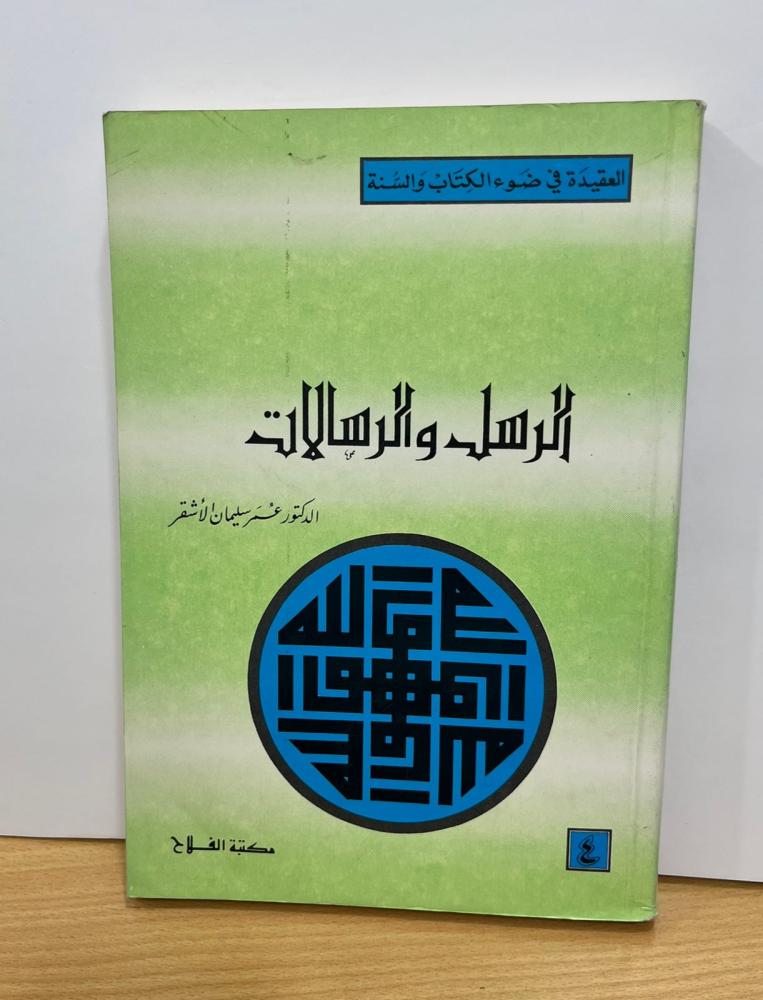 العقيدة في ضوء الكتاب والسنة
الرسل والرسالات
الدكتور عمر سليمان الأشقر
مكتبة الفلاح
٤